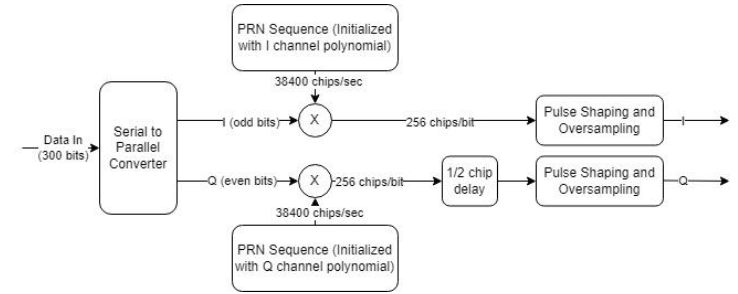 PRN Sequence (Initialized
with I channel polynomial)
38400 chips/sec
Data In
(300 bits)
Serial to
Parallel
Converter
I (odd bits)
X
256 chips/bit
Pulse Shaping and
Oversampling
I
Q (even bits)
X
256 chips/bit
1/2 chip
delay
Pulse Shaping and
Oversampling
Q
38400 chips/sec
PRN Sequence (Initialized
with Q channel polynomial)